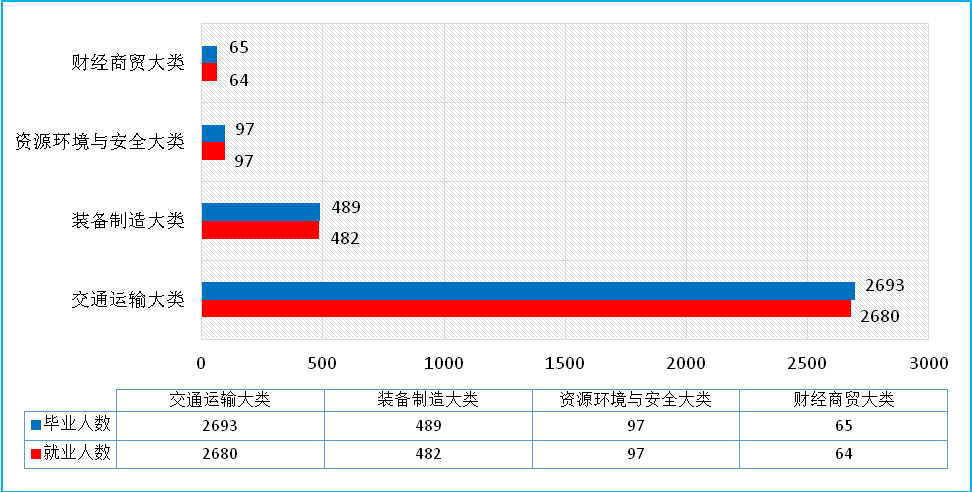 财经商贸大类
65
64
资源环境与安全大类
97
97
装备制造大类
489
482
交通运输大类
2693
2680
0 500 1000 1500 2000 2500 3000
交通运输大类 装备制造大类 资源环境与安全大类 财经商贸大类
毕业人数 2693 489 97 65
就业人数 2680 482 97 64